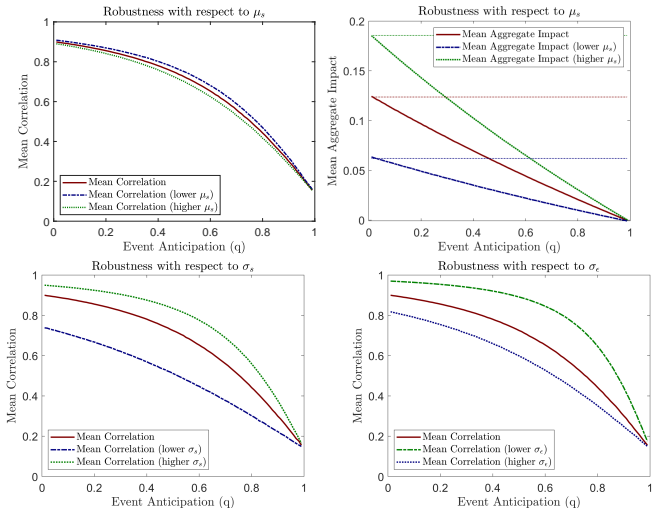 Robustness with respect to μₛ
Mean Correlation
1
0.8
0.6
0.4
0.2
0
Mean Correlation
Mean Correlation (lower μₛ)
Mean Correlation (higher μₛ)
0 0.2 0.4 0.6 0.8 1
Event Anticipation (q)
Robustness with respect to μₛ
Mean Aggregate Impact
0.2
0.15
0.1
0.05
0
Mean Aggregate Impact
Mean Aggregate Impact (lower μₛ)
Mean Aggregate Impact (higher μₛ)
0 0.2 0.4 0.6 0.8 1
Event Anticipation (q)
Robustness with respect to σₛ
Mean Correlation
1
0.8
0.6
0.4
0.2
0
Mean Correlation
Mean Correlation (lower σₛ)
Mean Correlation (higher σₛ)
0 0.2 0.4 0.6 0.8 1
Event Anticipation (q)
Robustness with respect to σ_ϵ
Mean Correlation
1
0.8
0.6
0.4
0.2
0
Mean Correlation
Mean Correlation (lower σ_ϵ)
Mean Correlation (higher σ_ϵ)
0 0.2 0.4 0.6 0.8 1
Event Anticipation (q)